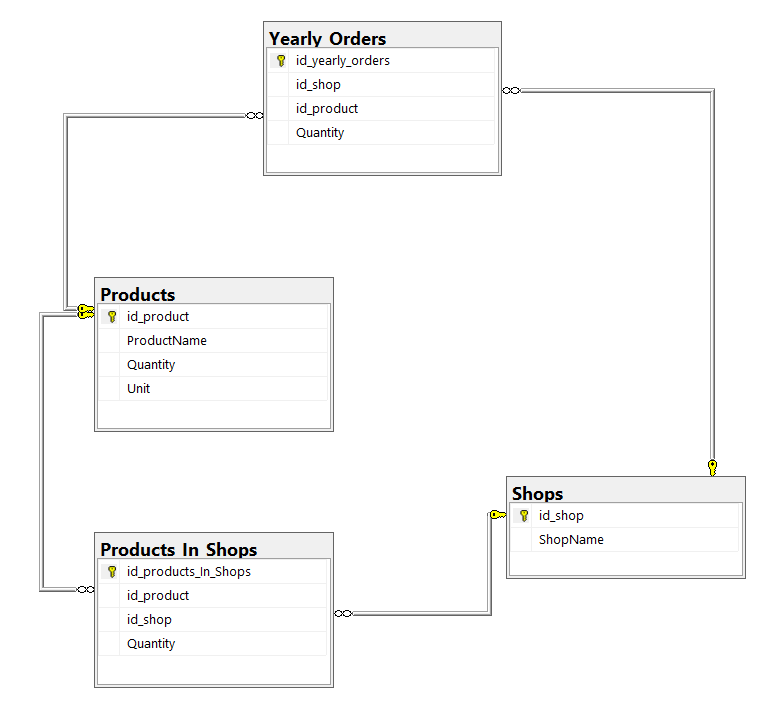 Yearly Orders
id_yearly_orders
id_shop
id_product
Quantity
Products
id_product
ProductName
Quantity
Unit
Shops
id_shop
ShopName
Products In Shops
id_products_In_Shops
id_product
id_shop
Quantity